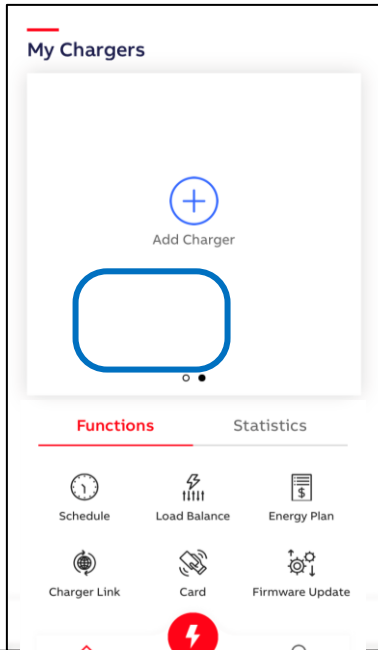 My Chargers
Add Charger
Functions Statistics
Schedule Load Balance Energy Plan
Charger Link Card Firmware Update